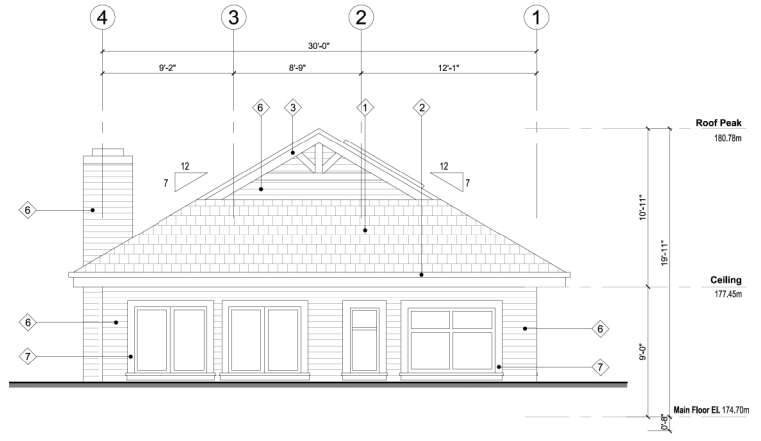 4 3 2 1
30'-0"
9'-2" 8'-9" 12'-1"
6 3 1 2
Roof Peak
180.78m
12 12
7 7
6
10'-11"
19'-11"
Ceiling
177.45m
6 6
7 7
9'-0"
Main Floor El. 174.70m
0'-8"